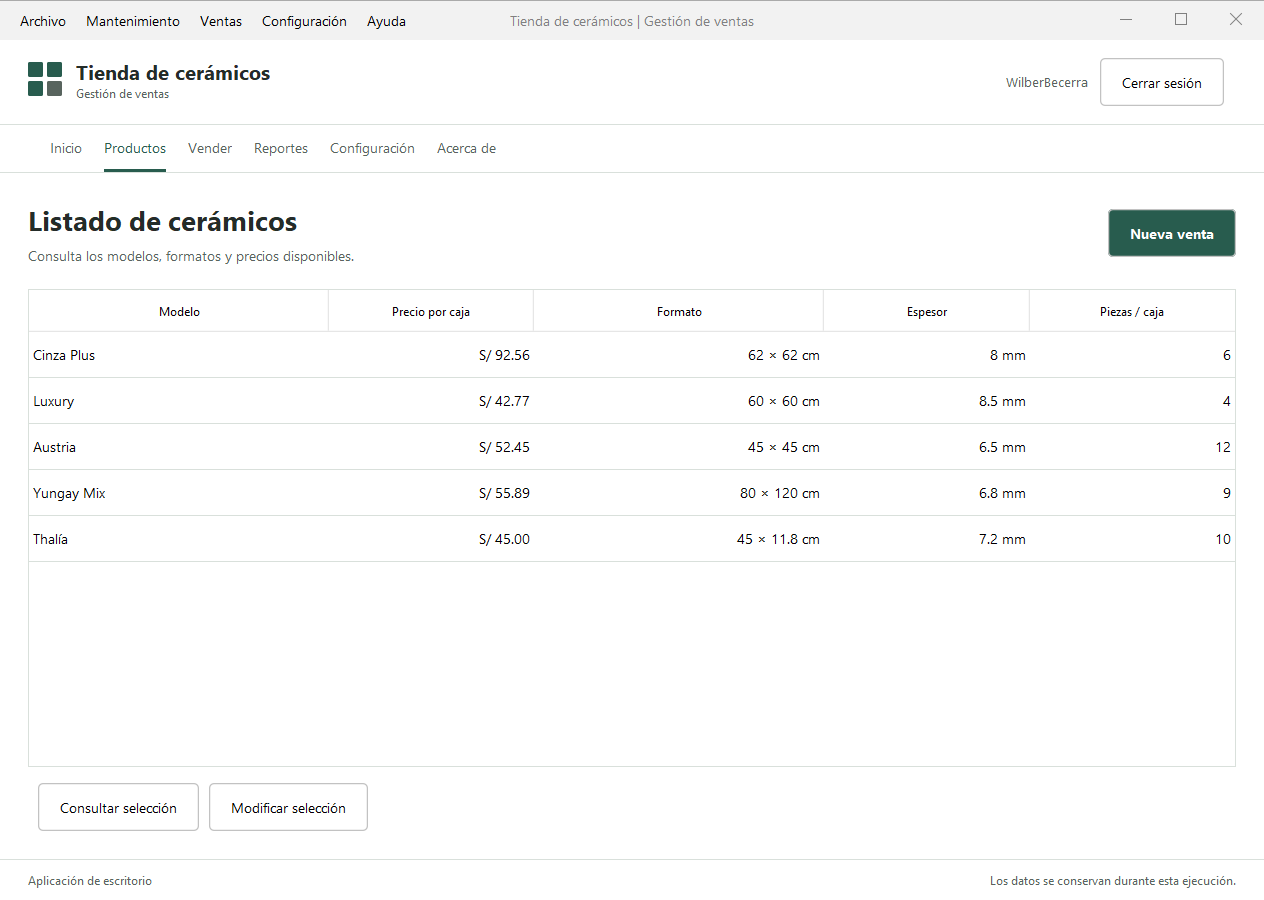 Archivo Mantenimiento Ventas Configuración Ayuda Tienda de cerámicos | Gestión de ventas
Tienda de cerámicos
Gestión de ventas
WilberBecerra Cerrar sesión
Inicio Productos Vender Reportes Configuración Acerca de
Listado de cerámicos
Consulta los modelos, formatos y precios disponibles.
Nueva venta
Modelo Precio por caja Formato Espesor Piezas / caja
Cinza Plus S/ 92.56 62 × 62 cm 8 mm 6
Luxury S/ 42.77 60 × 60 cm 8.5 mm 4
Austria S/ 52.45 45 × 45 cm 6.5 mm 12
Yungay Mix S/ 55.89 80 × 120 cm 6.8 mm 9
Thalía S/ 45.00 45 × 11.8 cm 7.2 mm 10
Consultar selección Modificar selección
Aplicación de escritorio Los datos se conservan durante esta ejecución.